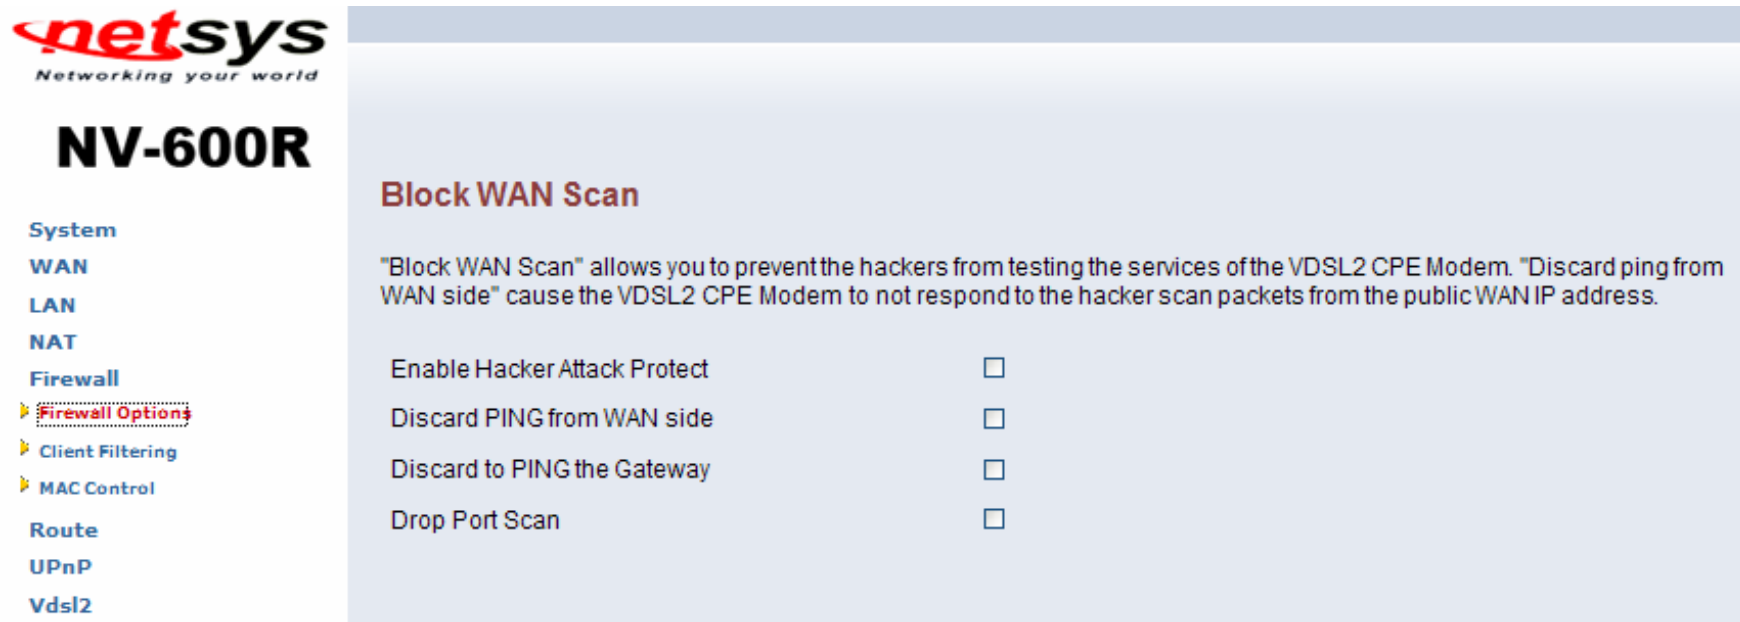 netsys
Networking your world
NV-600R
System
WAN
LAN
NAT
Firewall
Firewall Options
Client Filtering
MAC Control
Route
UPnP
Vdsl2
Block WAN Scan
"Block WAN Scan" allows you to prevent the hackers from testing the services of the VDSL2 CPE Modem. "Discard ping from
WAN side" cause the VDSL2 CPE Modem to not respond to the hacker scan packets from the public WAN IP address.
Enable Hacker Attack Protect
Discard PING from WAN side
Discard to PING the Gateway
Drop Port Scan